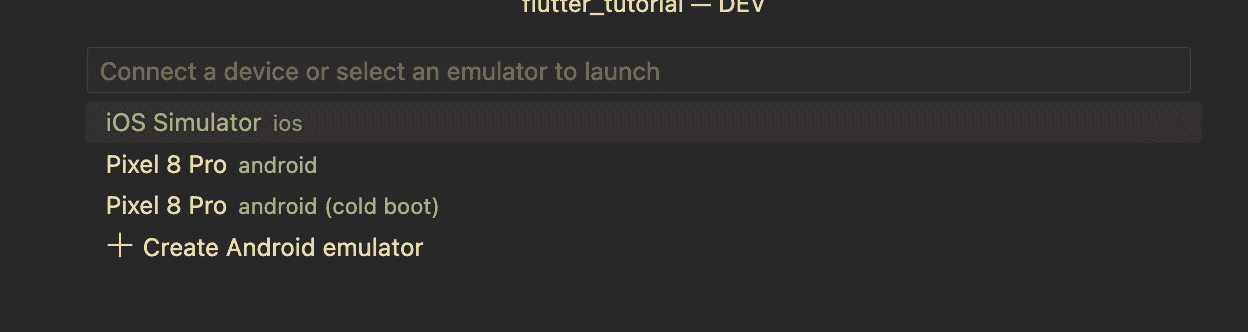 flutter_tutorial — DEV
Connect a device or select an emulator to launch
iOS Simulator ios
Pixel 8 Pro android
Pixel 8 Pro android (cold boot)
+ Create Android emulator